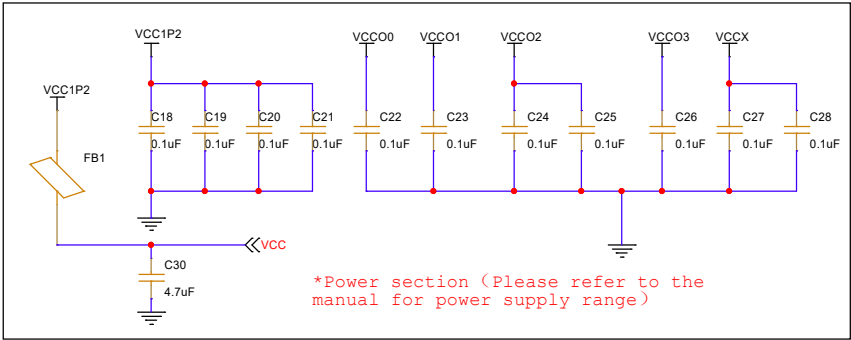 VCC1P2
VCCO0
VCCO1
VCCO2
VCCO3
VCCX
VCC1P2
C18
C19
C20
C21
C22
C23
C24
C25
C26
C27
C28
0.1uF
0.1uF
0.1uF
0.1uF
0.1uF
0.1uF
0.1uF
0.1uF
0.1uF
0.1uF
0.1uF
FB1
VCC
C30
4.7uF
*Power section（Please refer to the
manual for power supply range）